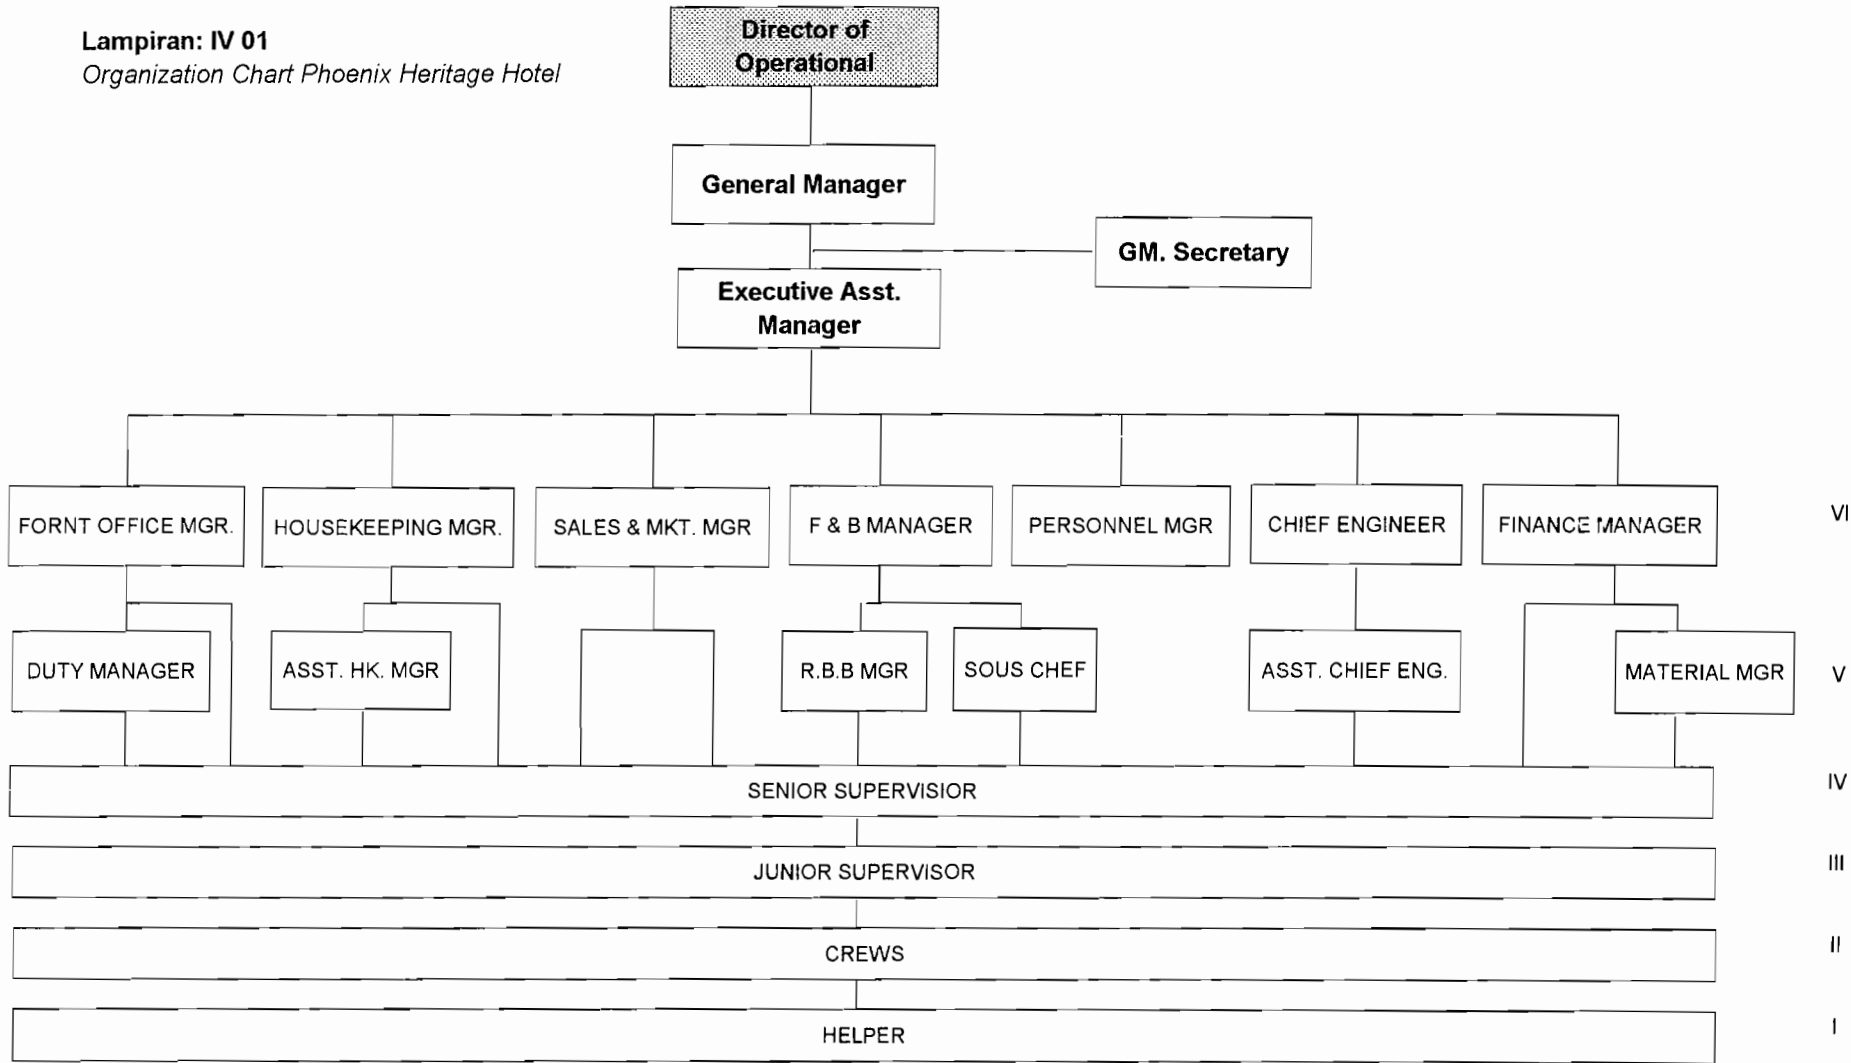 Lampiran: IV 01
Organization Chart Phoenix Heritage Hotel
Director of
Operational
General Manager
GM. Secretary
Executive Asst.
Manager
FORNT OFFICE MGR.
HOUSEKEEPING MGR.
SALES & MKT. MGR
F & B MANAGER
PERSONNEL MGR
CHIEF ENGINEER
FINANCE MANAGER
VI
DUTY MANAGER
ASST. HK. MGR
R.B.B MGR
SOUS CHEF
ASST. CHIEF ENG.
MATERIAL MGR
V
SENIOR SUPERVISIOR
IV
JUNIOR SUPERVISOR
III
CREWS
II
HELPER
I